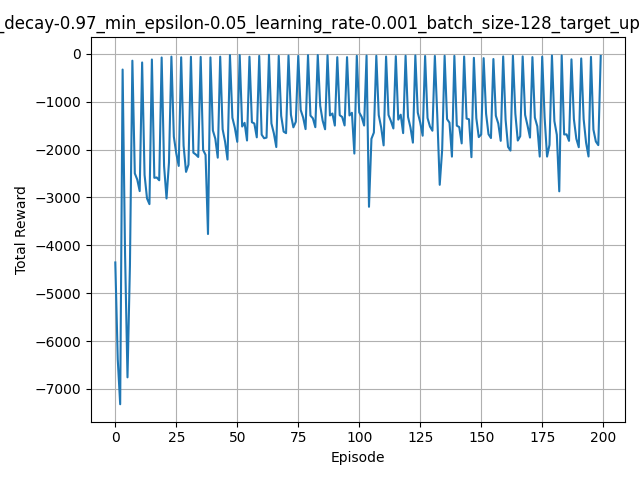 _decay-0.97_min_epsilon-0.05_learning_rate-0.001_batch_size-128_target_up
0
−1000
−2000
−3000
−4000
−5000
−6000
−7000
Total Reward
0 25 50 75 100 125 150 175 200
Episode